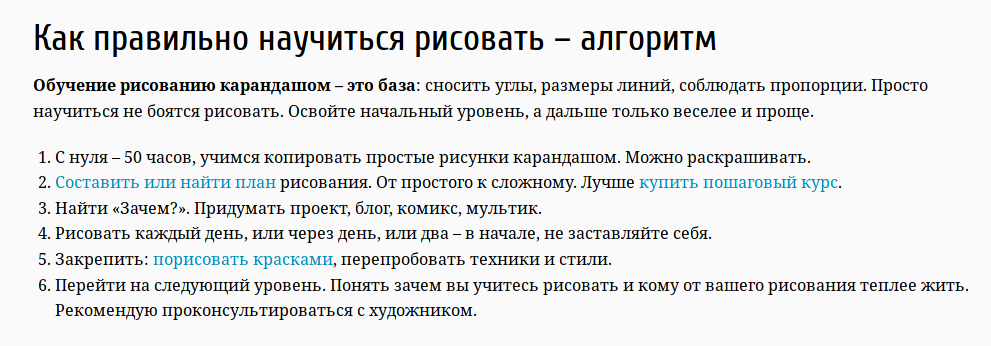 Как правильно научиться рисовать – алгоритм
Обучение рисованию карандашом – это база: сносить углы, размеры линий, соблюдать пропорции. Просто
научиться не боятся рисовать. Освойте начальный уровень, а дальше только веселее и проще.
1. С нуля – 50 часов, учимся копировать простые рисунки карандашом. Можно раскрашивать.
2. Составить или найти план рисования. От простого к сложному. Лучше купить пошаговый курс.
3. Найти «Зачем?». Придумать проект, блог, комикс, мультик.
4. Рисовать каждый день, или через день, или два – в начале, не заставляйте себя.
5. Закрепить: порисовать красками, перепробовать техники и стили.
6. Перейти на следующий уровень. Понять зачем вы учитесь рисовать и кому от вашего рисования теплее жить.
Рекомендую проконсультироваться с художником.